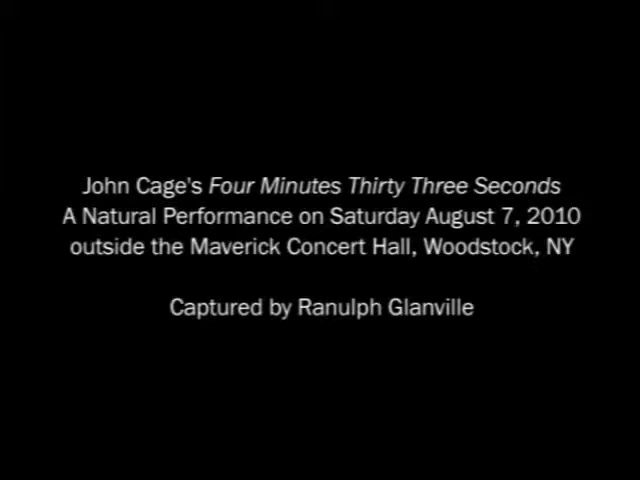 John Cage's Four Minutes Thirty Three Seconds
A Natural Performance on Saturday August 7, 2010
outside the Maverick Concert Hall, Woodstock, NY
Captured by Ranulph Glanville